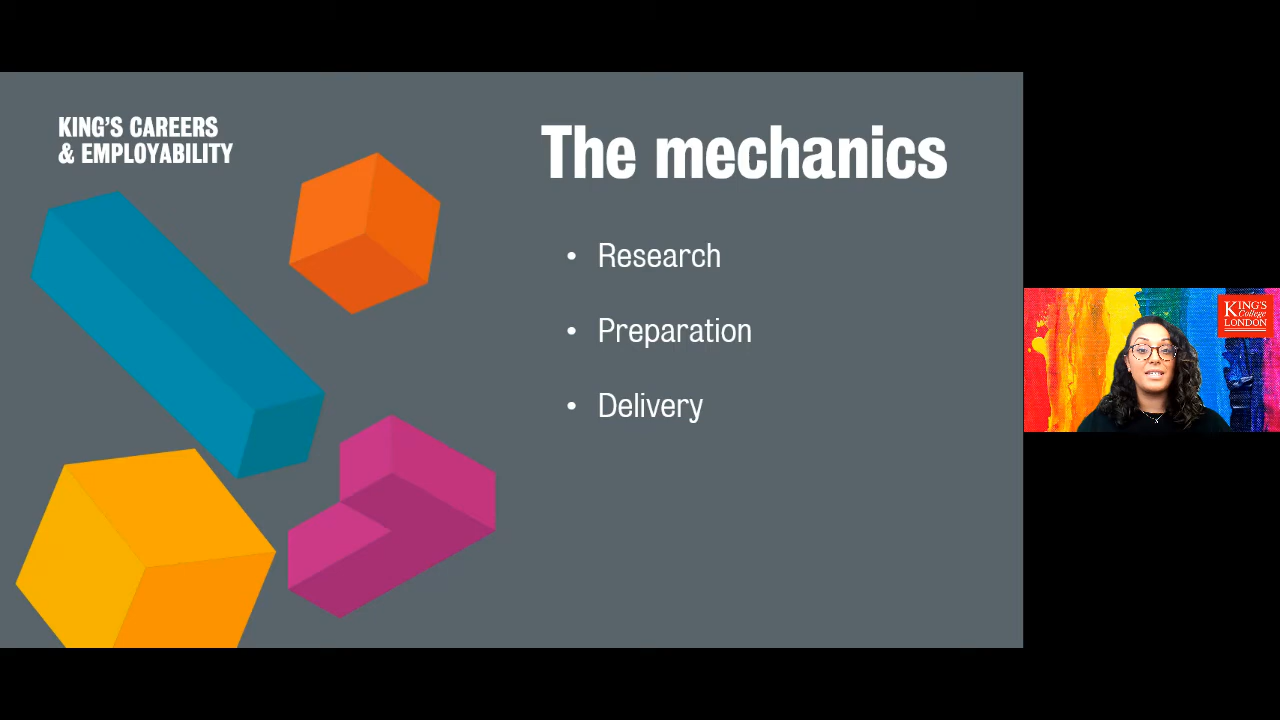 KING'S CAREERS
& EMPLOYABILITY
The mechanics
• Research
• Preparation
• Delivery
KING'S
College
LONDON